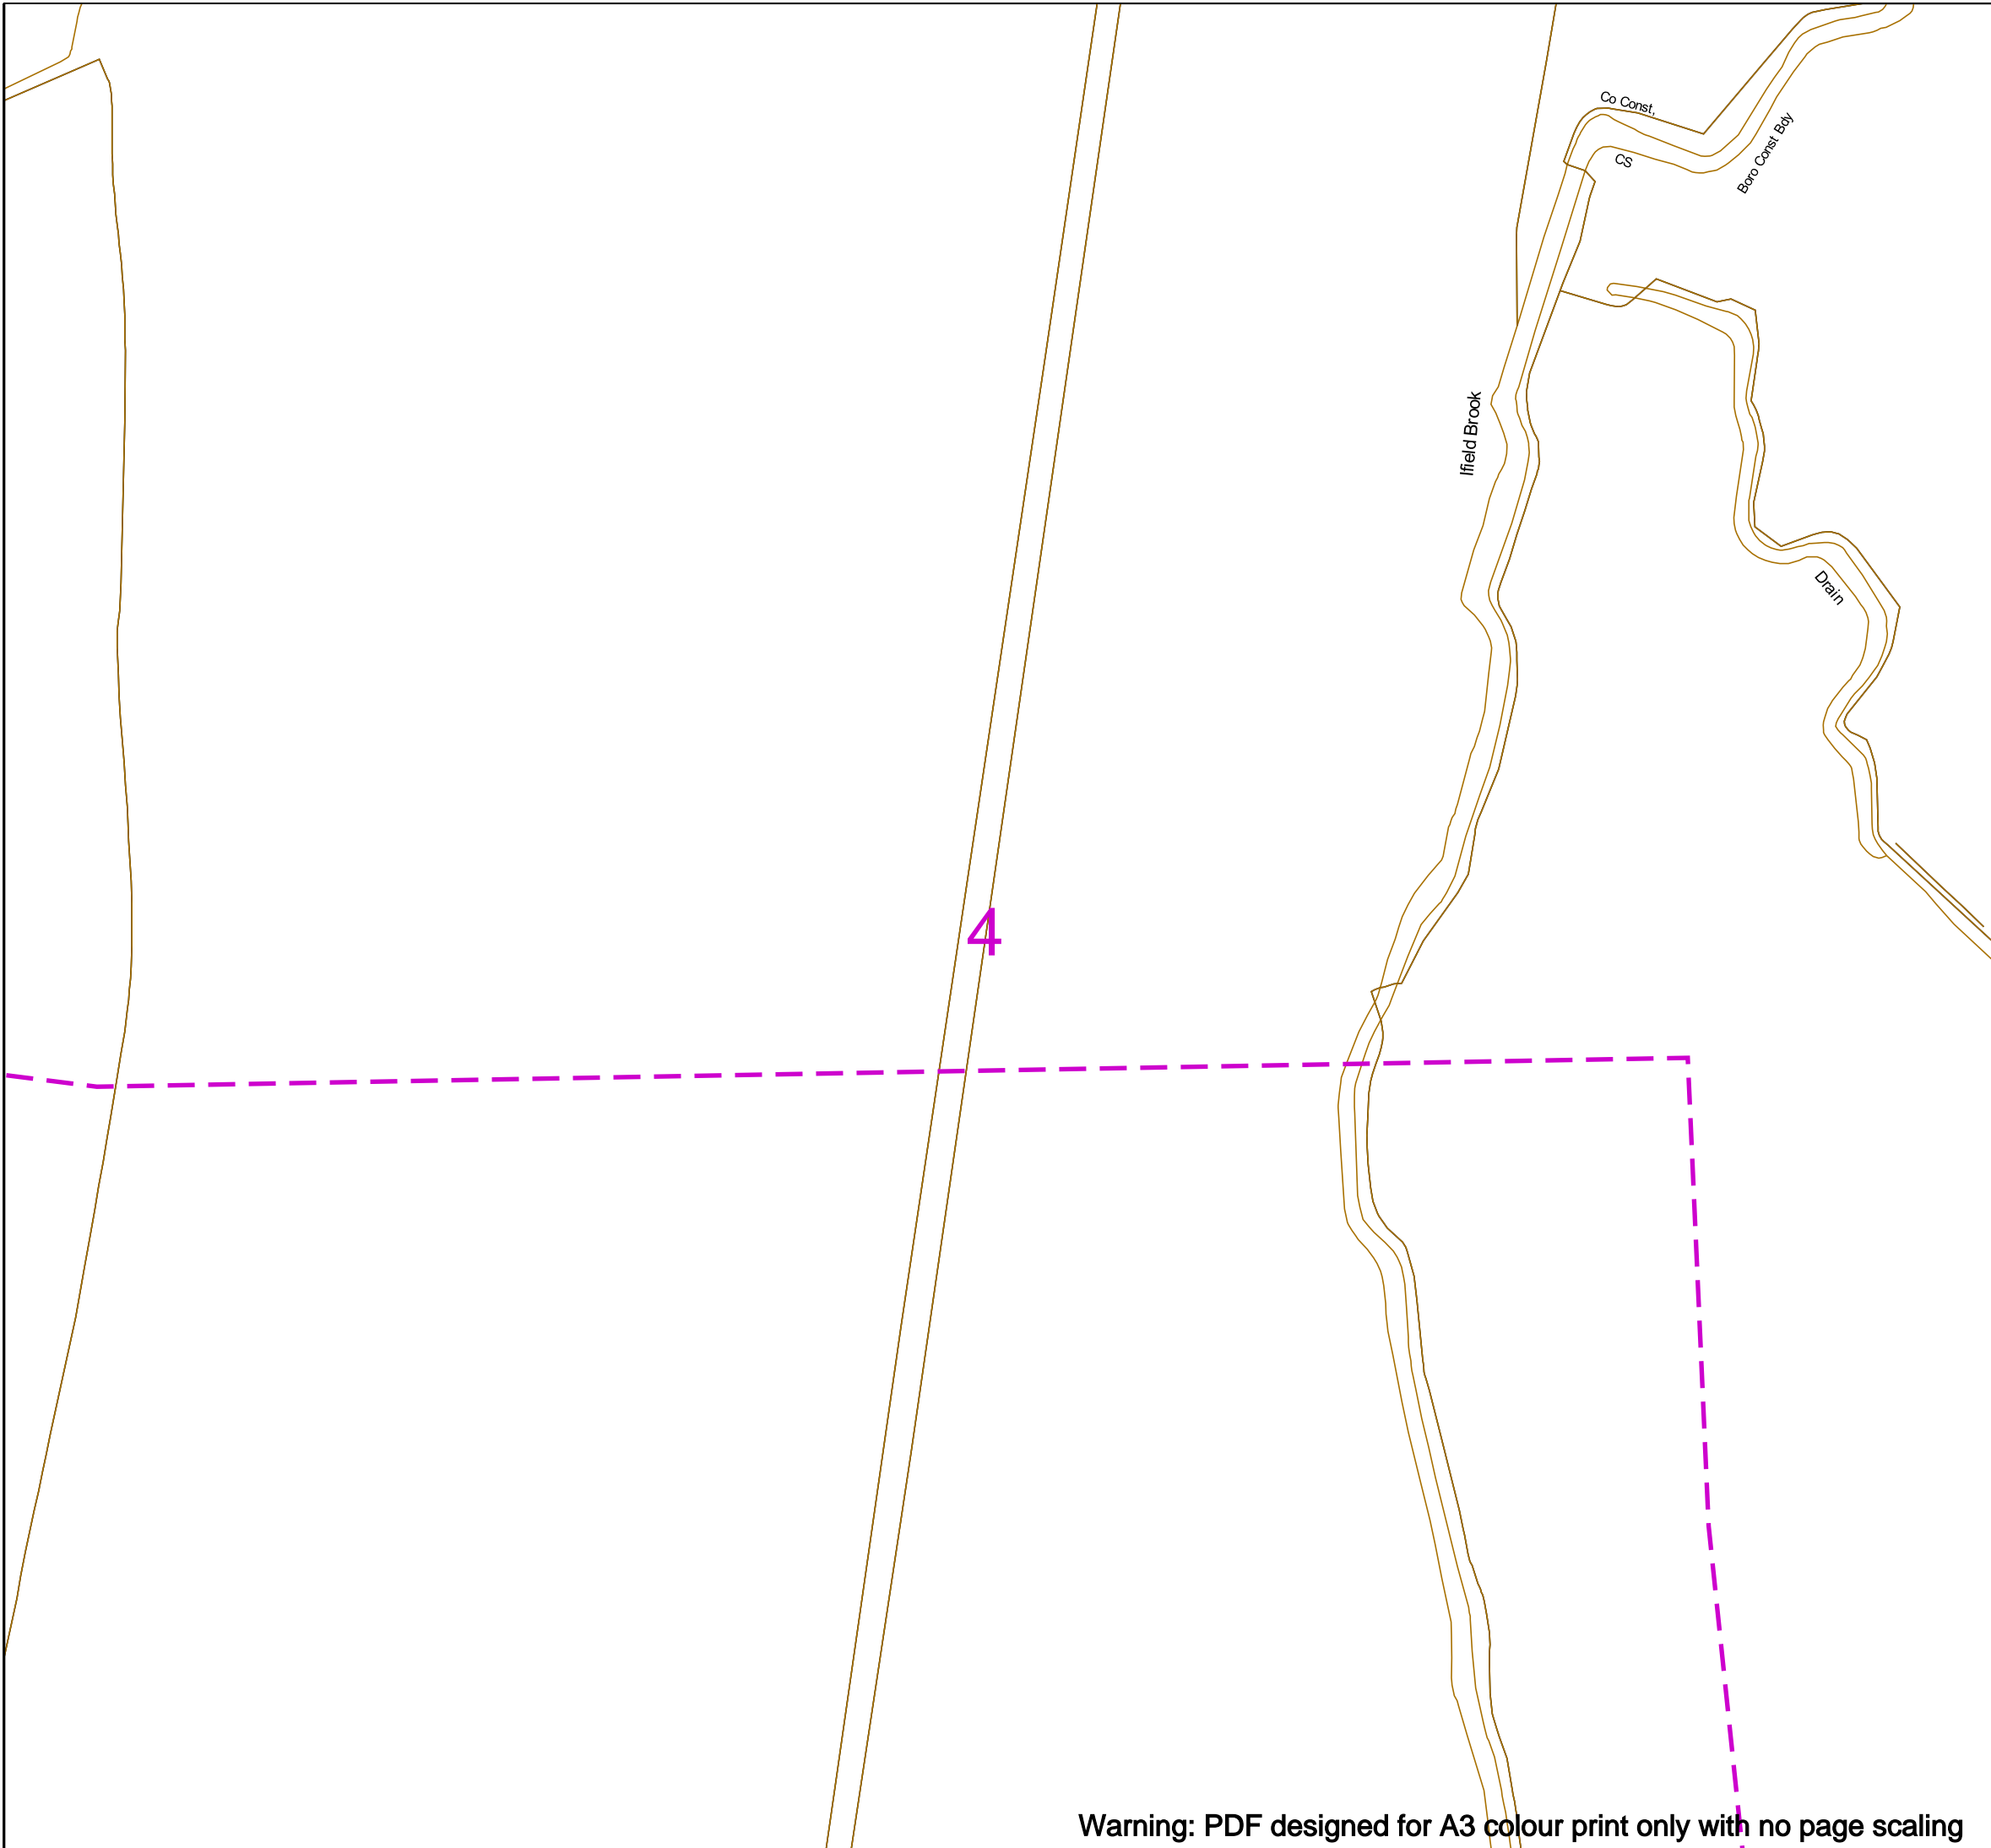 Co Const,
CS
Boro Const Bdy
Ifield Brook
Drain
4
Warning: PDF designed for A3 colour print only with no page scaling